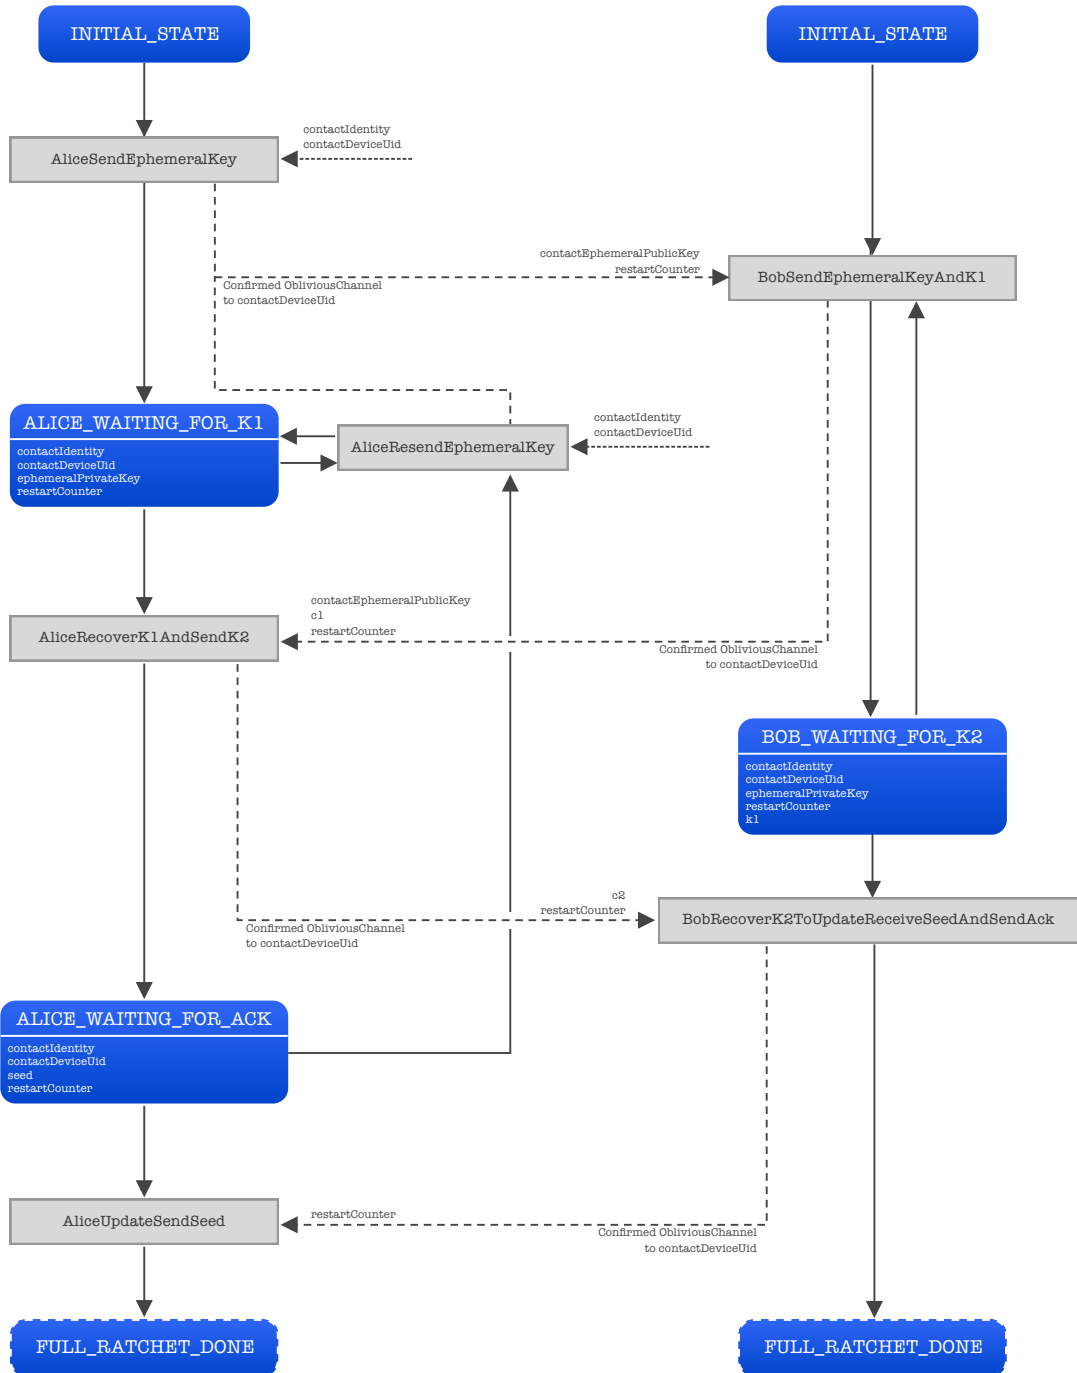 INITIAL_STATE
INITIAL_STATE
contactIdentity
contactDeviceUid
AliceSendEphemeralKey
contactEphemeralPublicKey
restartCounter
BobSendEphemeralKeyAndK1
Confirmed ObliviousChannel
to contactDeviceUid
ALICE_WAITING_FOR_K1
contactIdentity
contactDeviceUid
ephemeralPrivateKey
restartCounter
AliceResendEphemeralKey
contactIdentity
contactDeviceUid
contactEphemeralPublicKey
c1
restartCounter
AliceRecoverK1AndSendK2
Confirmed ObliviousChannel
to contactDeviceUid
BOB_WAITING_FOR_K2
contactIdentity
contactDeviceUid
ephemeralPrivateKey
restartCounter
k1
c2
restartCounter
BobRecoverK2ToUpdateReceiveSeedAndSendAck
Confirmed ObliviousChannel
to contactDeviceUid
ALICE_WAITING_FOR_ACK
contactIdentity
contactDeviceUid
seed
restartCounter
restartCounter
AliceUpdateSendSeed
Confirmed ObliviousChannel
to contactDeviceUid
FULL_RATCHET_DONE
FULL_RATCHET_DONE